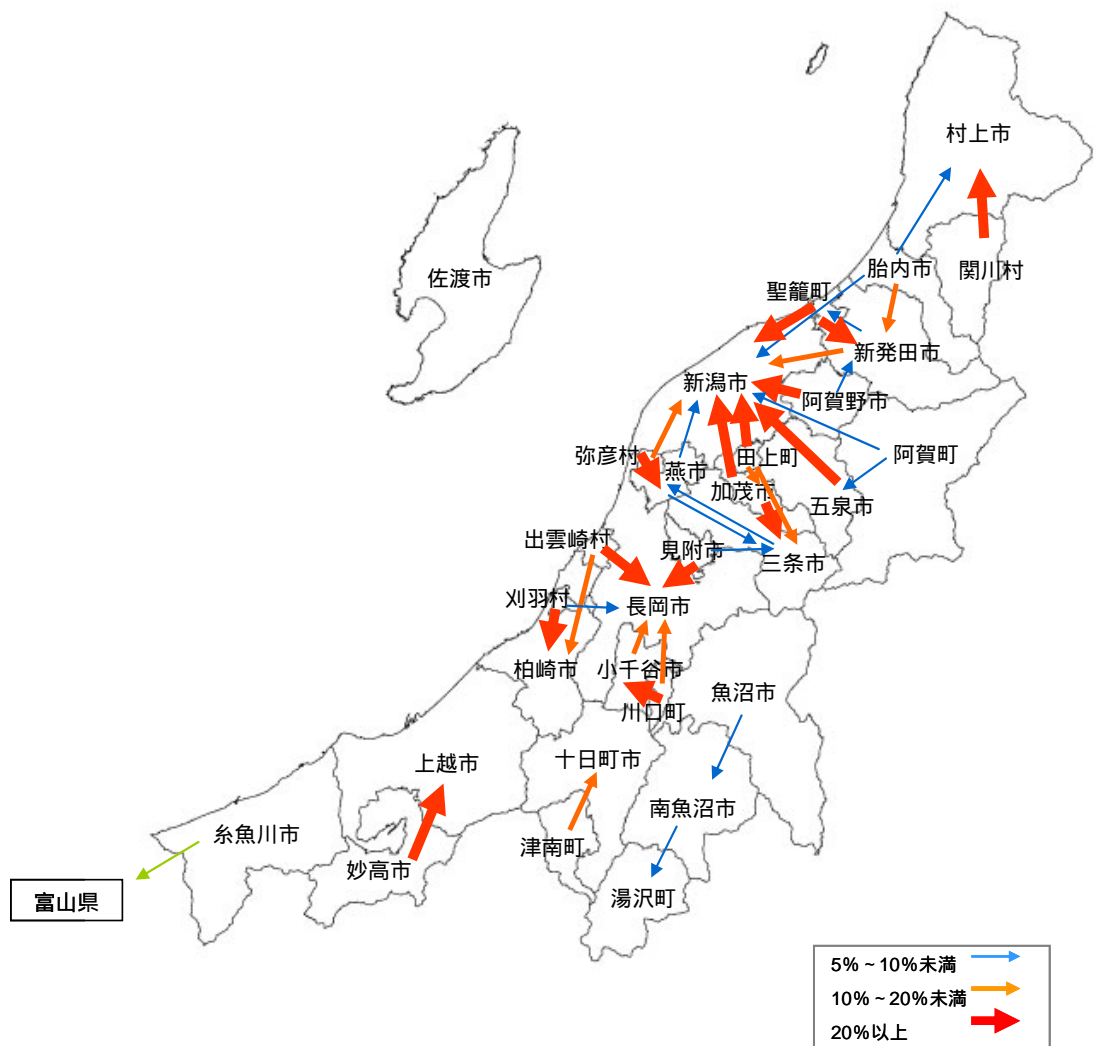 村上市
佐渡市
胎内市
関川村
聖籠町
新発田市
新潟市
阿賀野市
弥彦村
燕市
田上町
阿賀町
加茂市
五泉市
出雲崎村
見附市
三条市
刈羽村
長岡市
柏崎市
小千谷市
魚沼市
川口町
上越市
十日町市
南魚沼市
糸魚川市
津南町
妙高市
湯沢町
富山県
5%~10%未満
10%~20%未満
20%以上